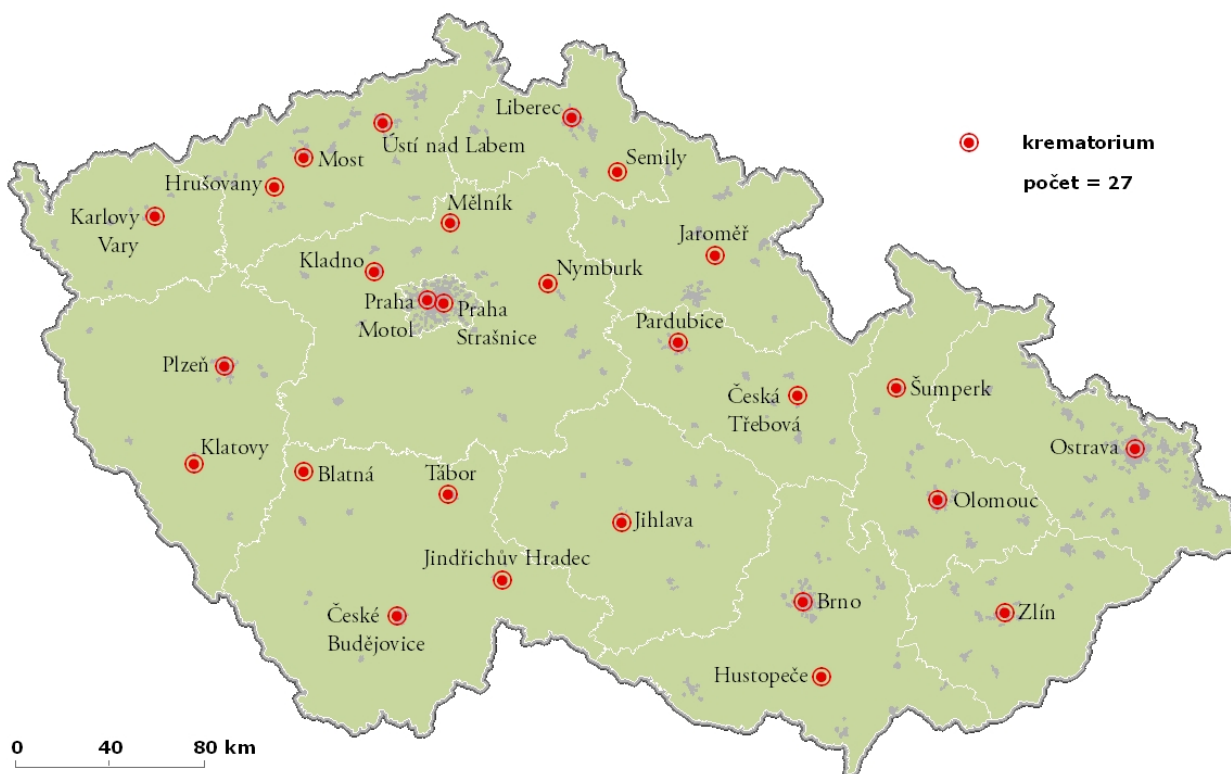 Liberec
krematorium
Ústí nad Labem
Most
Semily
počet = 27
Hrušovany
Karlovy
Vary
Mělník
Jaroměř
Kladno
Nymburk
Praha
Motol
Praha
Strašnice
Pardubice
Plzeň
Česká
Třebová
Šumperk
Klatovy
Ostrava
Blatná
Tábor
Olomouc
Jihlava
Jindřichův Hradec
České
Budějovice
Brno
Zlín
Hustopeče
0 40 80 km